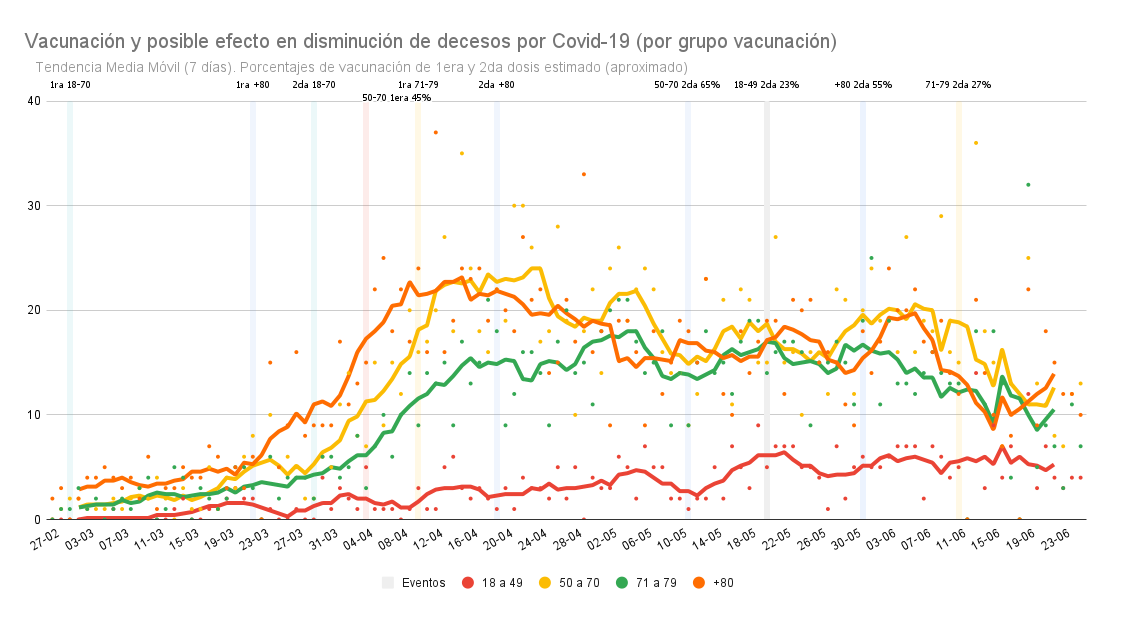 Vacunación y posible efecto en disminución de decesos por Covid-19 (por grupo vacunación)
Tendencia Media Móvil (7 días). Porcentajes de vacunación de 1era y 2da dosis estimado (aproximado)
1ra 18-70 1ra +80 2da 18-70 1ra 71-79 2da +80 50-70 2da 65% 18-49 2da 23% +80 2da 55% 71-79 2da 27%
50-70 1era 45%
40
30
20
10
0
27-02 03-03 07-03 11-03 15-03 19-03 23-03 27-03 31-03 04-04 08-04 12-04 16-04 20-04 24-04 28-04 02-05 06-05 10-05 14-05 18-05 22-05 26-05 30-05 03-06 07-06 11-06 15-06 19-06 23-06
Eventos 18 a 49 50 a 70 71 a 79 +80